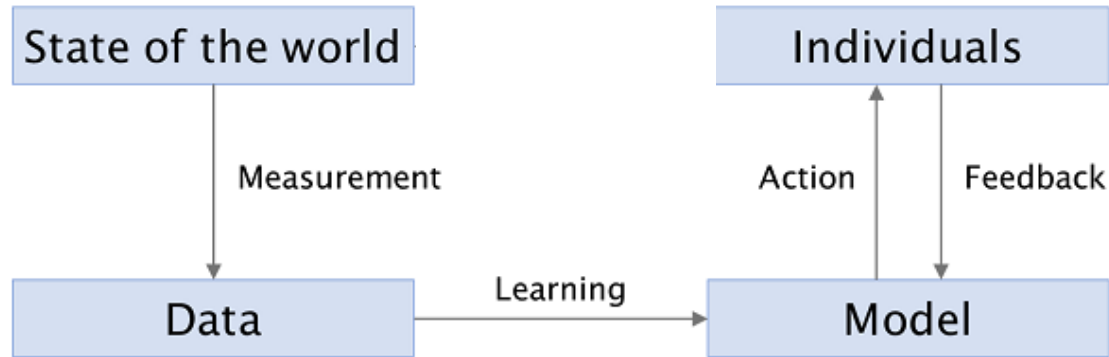 State of the world
Individuals
Measurement
Action
Feedback
Learning
Data
Model